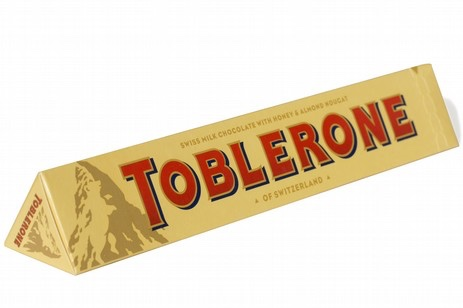 SWISS MILK CHOCOLATE WITH HONEY & ALMOND NOUGAT
TOBLERONE
OF SWITZERLAND
TOBLERONE